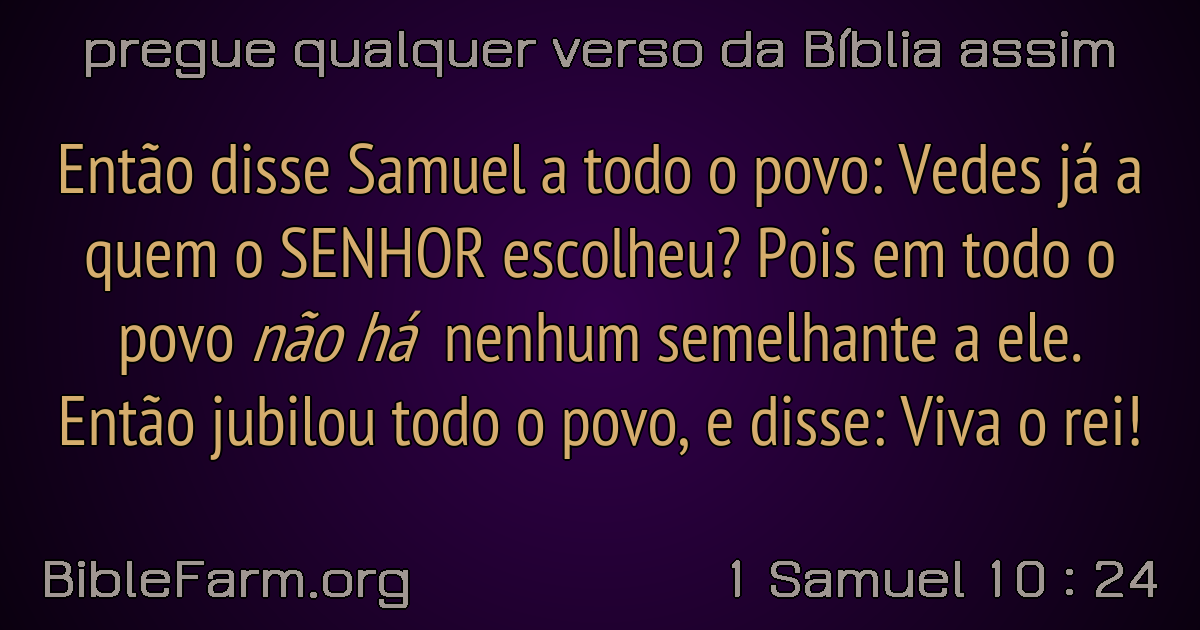 pregue qualquer verso da Bíblia assim
Então disse Samuel a todo o povo: Vedes já a
quem o SENHOR escolheu? Pois em todo o
povo não há nenhum semelhante a ele.
Então jubilou todo o povo, e disse: Viva o rei!
BibleFarm.org
1 Samuel 10 : 24